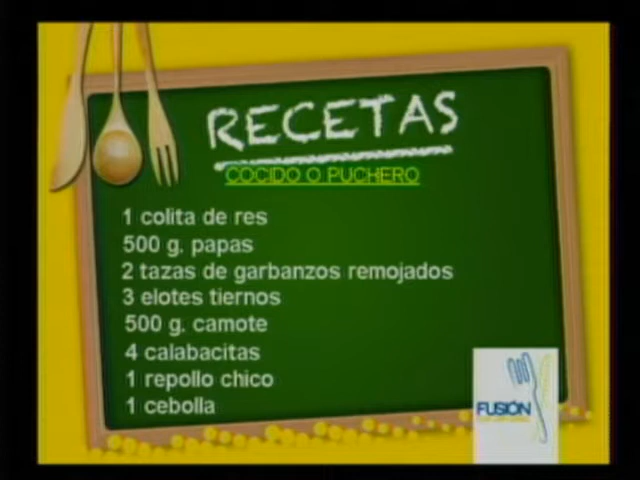 RECETAS
COCIDO O PUCHERO
1 colita de res
500 g. papas
2 tazas de garbanzos remojados
3 elotes tiernos
500 g. camote
4 calabacitas
1 repollo chico
1 cebolla
FUSIÓN